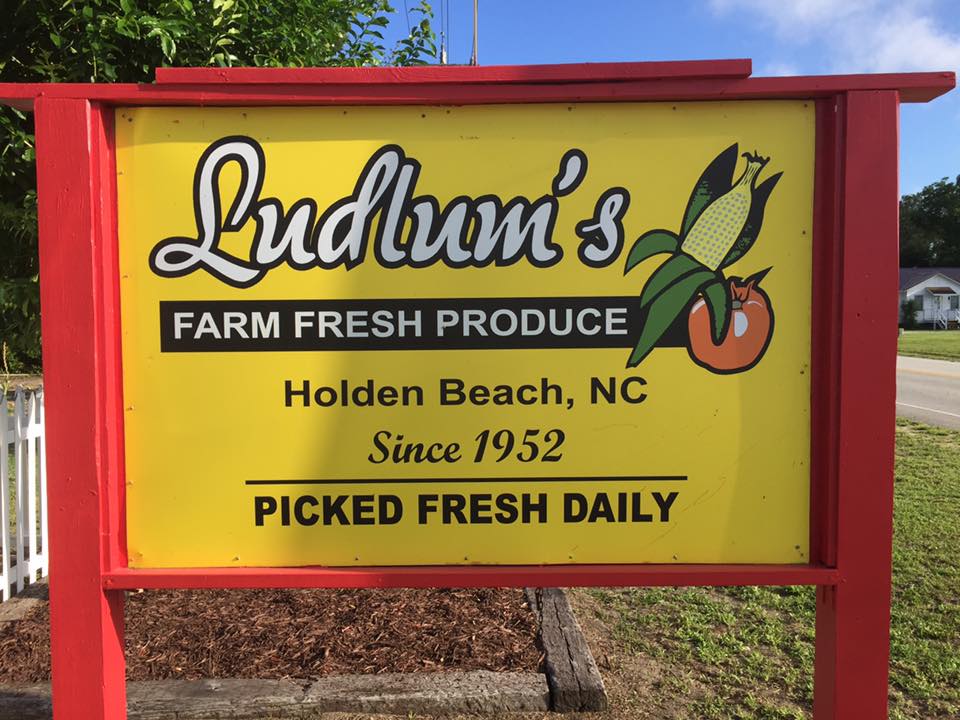 Ludlum's
FARM FRESH PRODUCE
Holden Beach, NC
Since 1952
PICKED FRESH DAILY